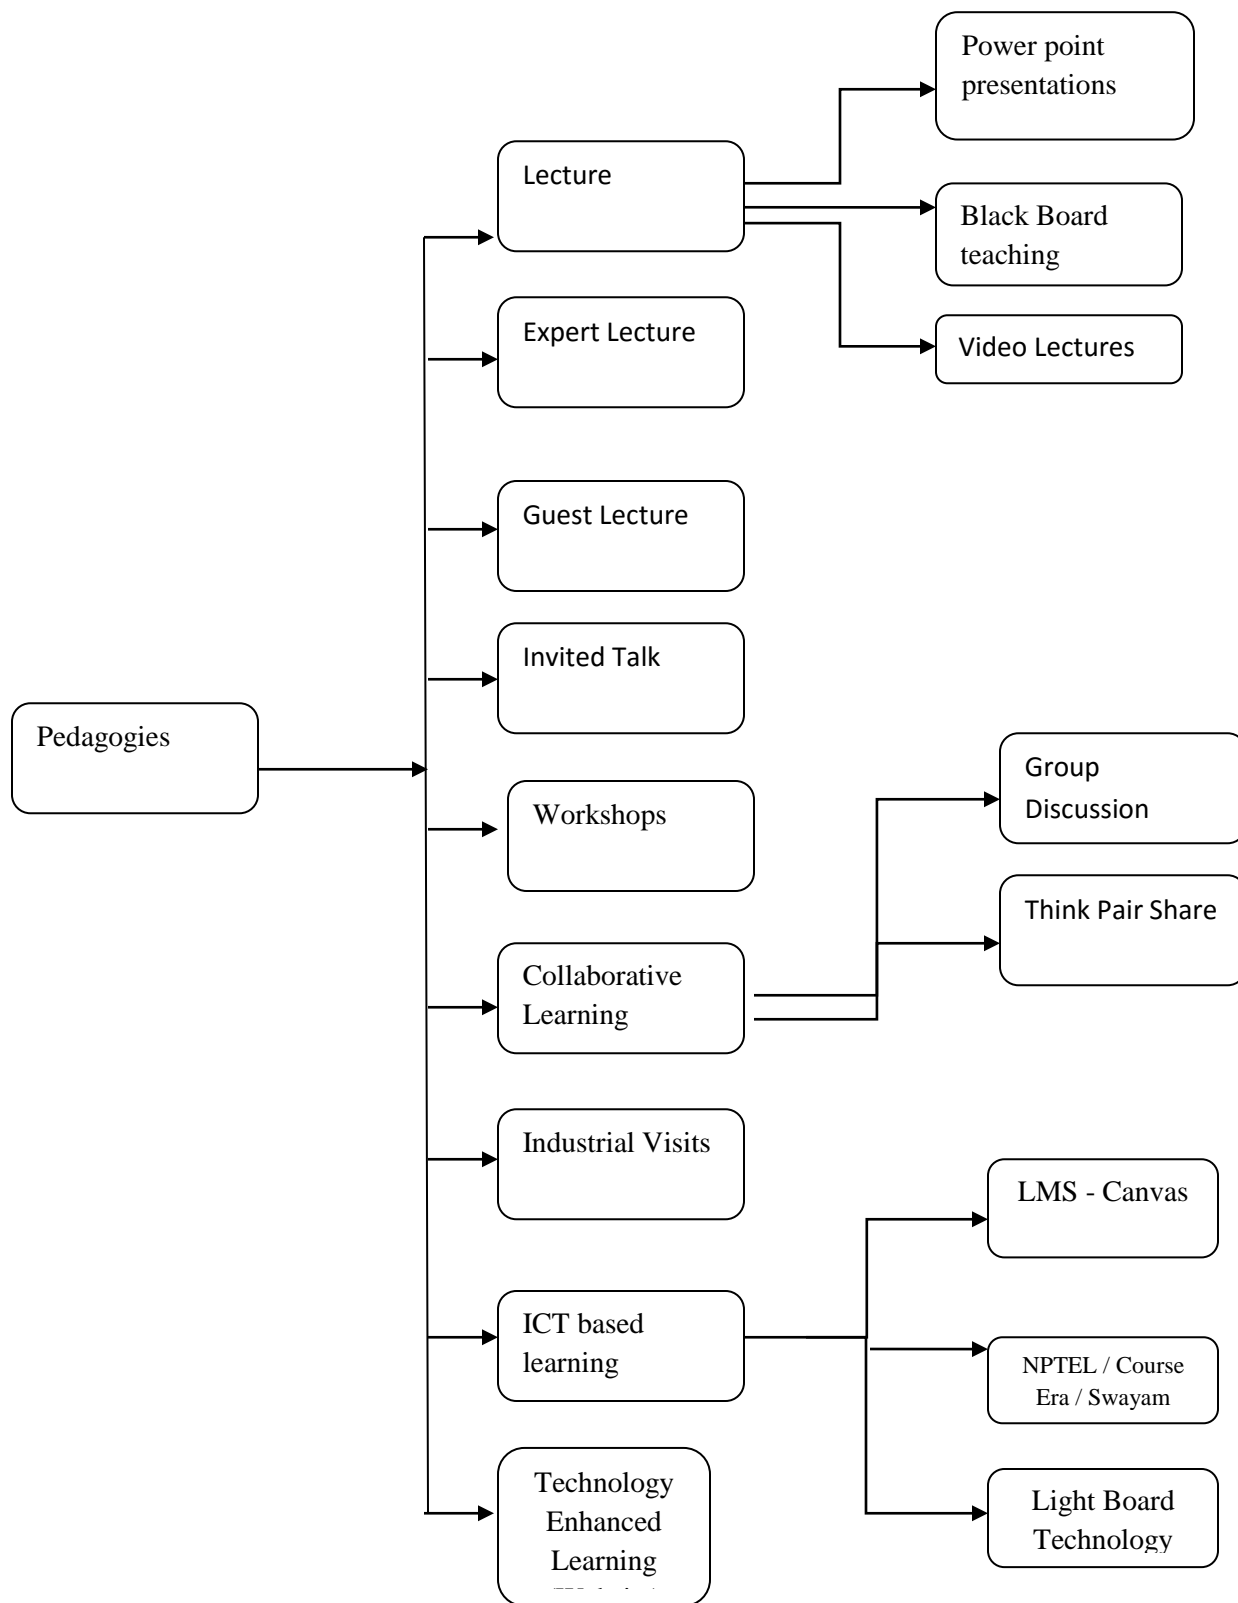 Power point
presentations
Lecture
Black Board
teaching
Expert Lecture
Video Lectures
Guest Lecture
Invited Talk
Pedagogies
Group
Discussion
Workshops
Think Pair Share
Collaborative
Learning
Industrial Visits
LMS - Canvas
ICT based
learning
NPTEL / Course
Era / Swayam
Technology
Enhanced
Learning
Light Board
Technology